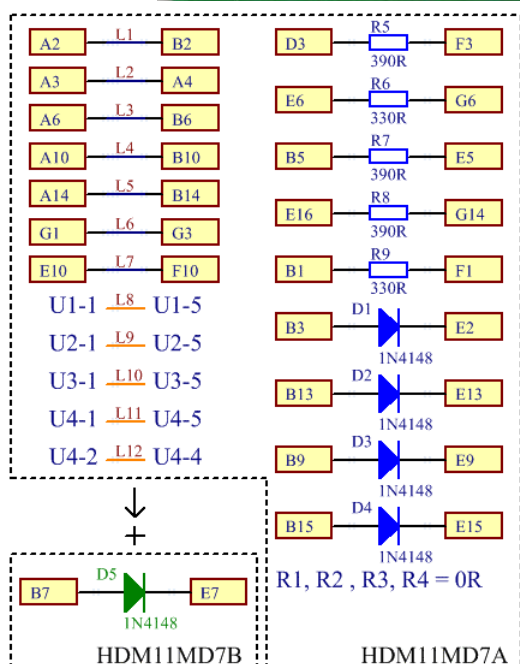 A2 L1 B2
A3 L2 A4
A6 L3 B6
A10 L4 B10
A14 L5 B14
G1 L6 G3
E10 L7 F10
U1-1 L8 U1-5
U2-1 L9 U2-5
U3-1 L10 U3-5
U4-1 L11 U4-5
U4-2 L12 U4-4
+
D3 R5 F3
390R
E6 R6 G6
330R
B5 R7 E5
390R
E16 R8 G14
390R
B1 R9 F1
330R
D1
B3 E2
1N4148
D2
B13 E13
1N4148
D3
B9 E9
1N4148
D4
B15 E15
1N4148
R1, R2 , R3, R4 = 0R
D5
B7 E7
1N4148
HDM11MD7B
HDM11MD7A